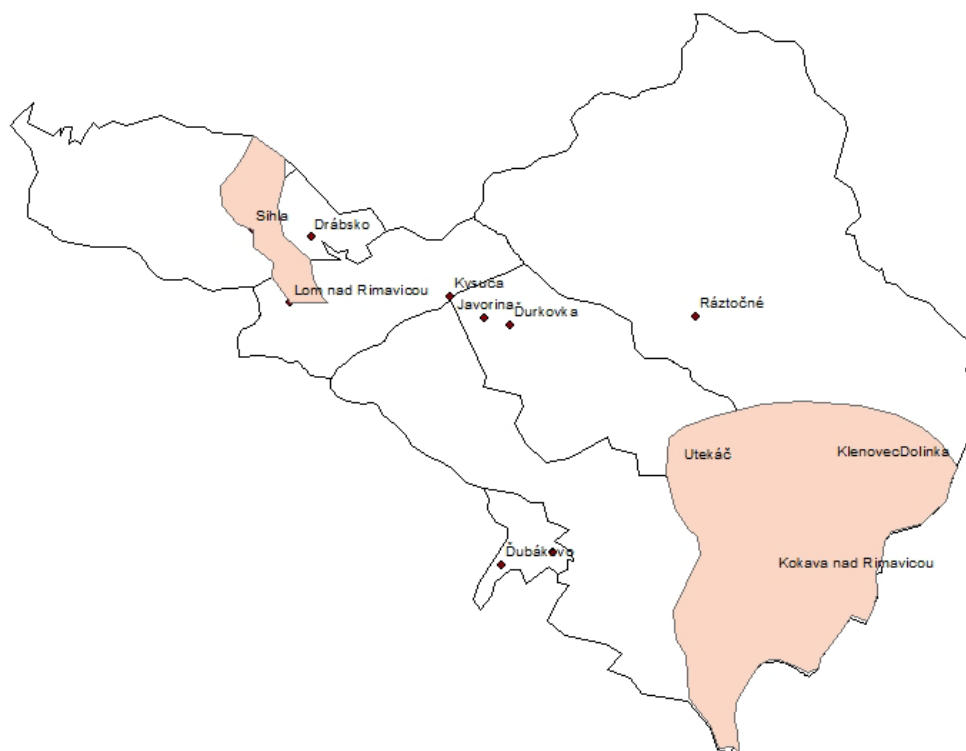 Sihla
Drábsko
Lom nad Rimavicou
Kysuca
Javorina
Ďurkovka
Ráztočné
Utekáč
KlenovecDolinka
Ďubákovo
Kokava nad Rimavicou